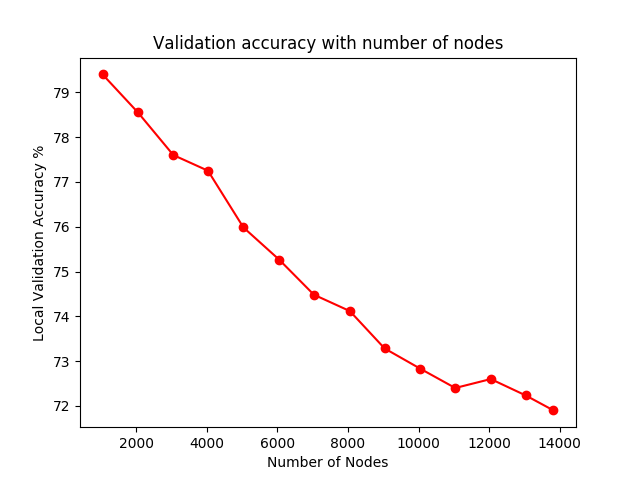 Validation accuracy with number of nodes
79
78
77
76
75
74
73
72
Local Validation Accuracy %
2000 4000 6000 8000 10000 12000 14000
Number of Nodes